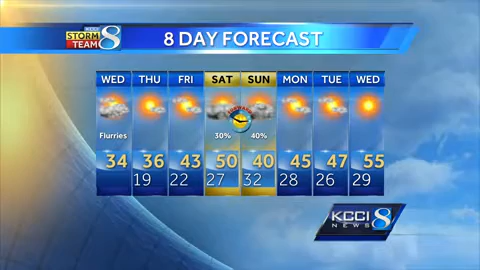 KCCI
STORM
TEAM 8
8 DAY FORECAST
WED THU FRI SAT SUN MON TUE WED
Flurries 30% 40%
34 36 43 50 40 45 47 55
19 22 27 32 28 26 29
KCCI 8
NEWS